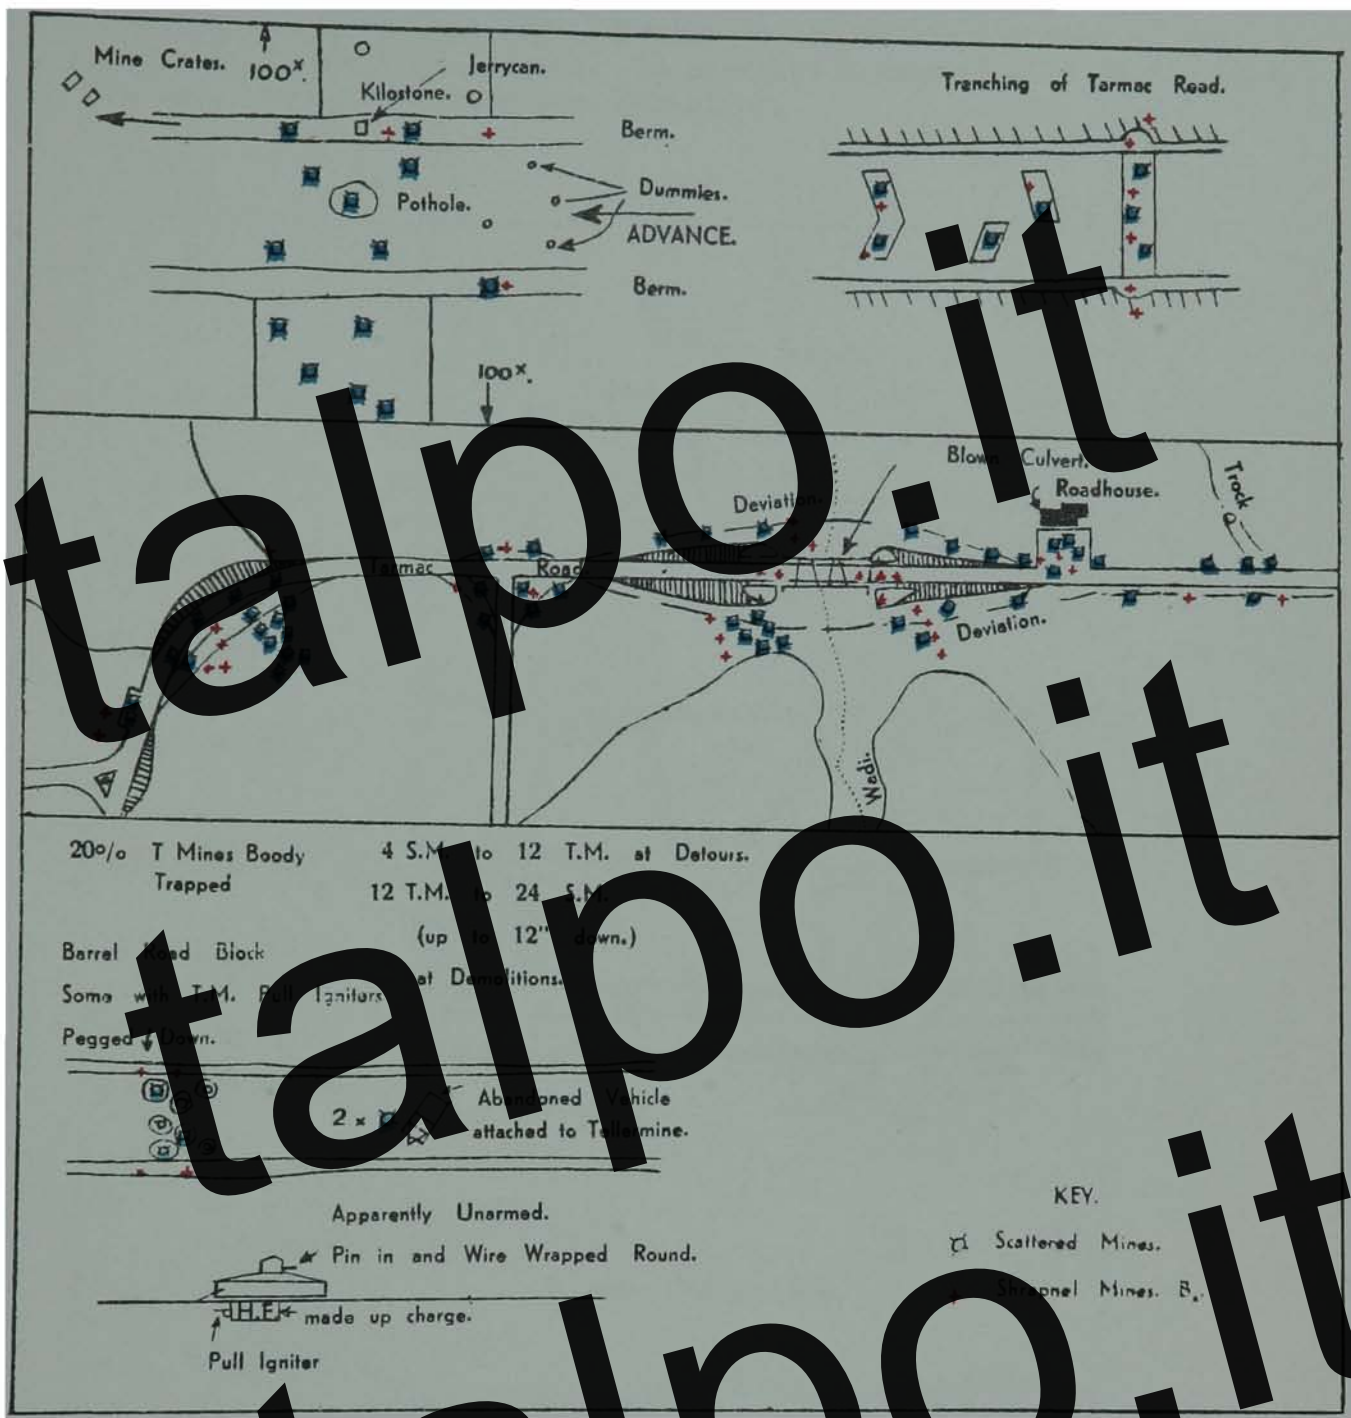 Mine Crates.
100x.
Jerrycan.
Kilostone.
Berm.
Pothole.
Dummies.
ADVANCE.
Berm.
100x.
Trenching of Tarmac Road.
Blown Culvert.
Roadhouse.
Track
Deviation.
Tarmac Road
Deviation.
Wadi.
20% T Mines Boody
Trapped
4 S.M. to 12 T.M. at Detours.
12 T.M. to 24 S.M.
(up to 12" down.)
at Demolitions.
Barrel Road Block
Some with T.M. Pull Igniters
Pegged Down.
2 x
Abandoned Vehicle
attached to Tellermine.
Apparently Unarmed.
Pin in and Wire Wrapped Round.
H.E.
made up charge.
Pull Igniter
KEY.
Scattered Mines.
Shrapnel Mines.
talpo.it
talpo.it
talpo.it